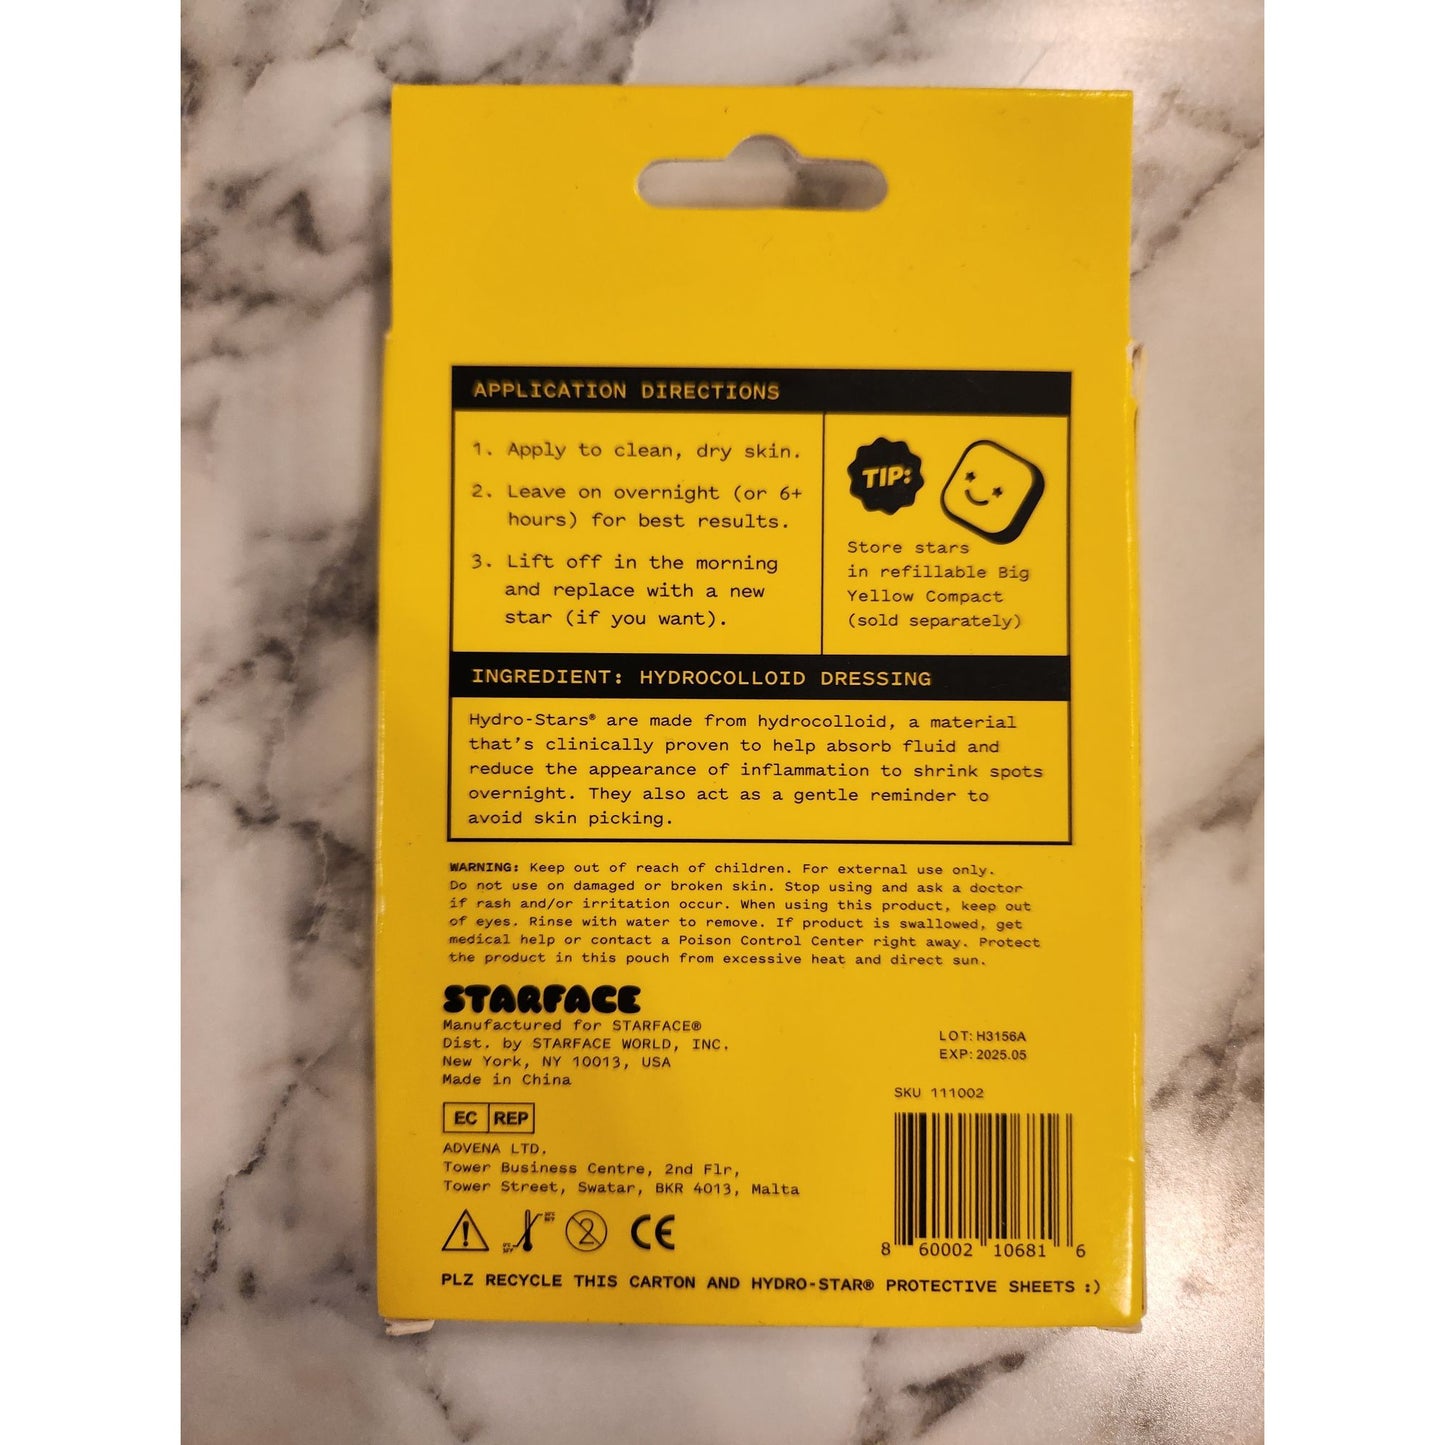 APPLICATION DIRECTIONS
1. Apply to clean, dry skin.
2. Leave on overnight (or 6+
hours) for best results.
3. Lift off in the morning
and replace with a new
star (if you want).
TIP:
Store stars
in refillable Big
Yellow Compact
(sold separately)
INGREDIENT: HYDROCOLLOID DRESSING
Hydro-Stars® are made from hydrocolloid, a material
that's clinically proven to help absorb fluid and
reduce the appearance of inflammation to shrink spots
overnight. They also act as a gentle reminder to
avoid skin picking.
WARNING: Keep out of reach of children. For external use only.
Do not use on damaged or broken skin. Stop using and ask a doctor
if rash and/or irritation occur. When using this product, keep out
of eyes. Rinse with water to remove. If product is swallowed, get
medical help or contact a Poison Control Center right away. Protect
the product in this pouch from excessive heat and direct sun.
STARFACE
Manufactured for STARFACE®
Dist. by STARFACE WORLD, INC.
New York, NY 10013, USA
Made in China
LOT: H3156A
EXP: 2025.05
SKU 111002
EC REP
ADVENA LTD.
Tower Business Centre, 2nd Flr,
Tower Street, Swatar, BKR 4013, Malta
2
CE
8 60002 10681 6
PLZ RECYCLE THIS CARTON AND HYDRO-STAR® PROTECTIVE SHEETS :)